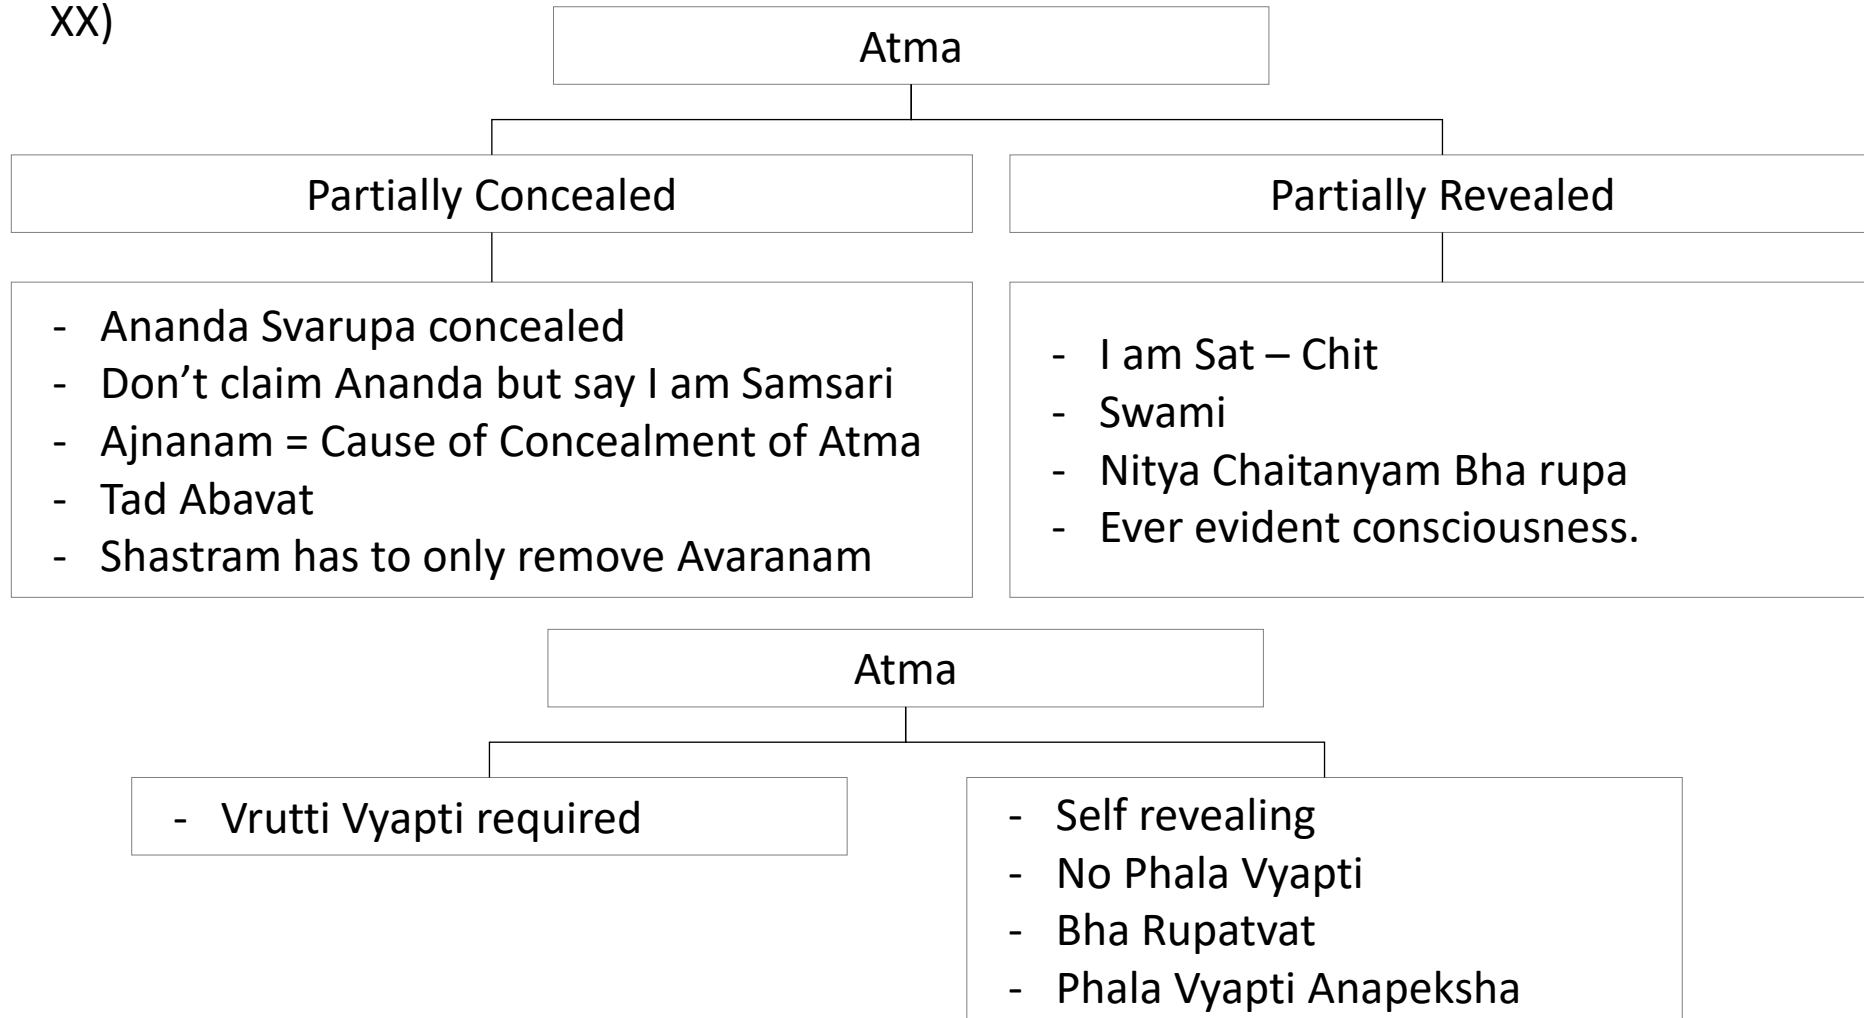 XX)
Atma
Partially Concealed
Partially Revealed
- Ananda Svarupa concealed
- Don’t claim Ananda but say I am Samsari
- Ajnanam = Cause of Concealment of Atma
- Tad Abavat
- Shastram has to only remove Avaranam
- I am Sat – Chit
- Swami
- Nitya Chaitanyam Bha rupa
- Ever evident consciousness.
Atma
- Vrutti Vyapti required
- Self revealing
- No Phala Vyapti
- Bha Rupatvat
- Phala Vyapti Anapeksha